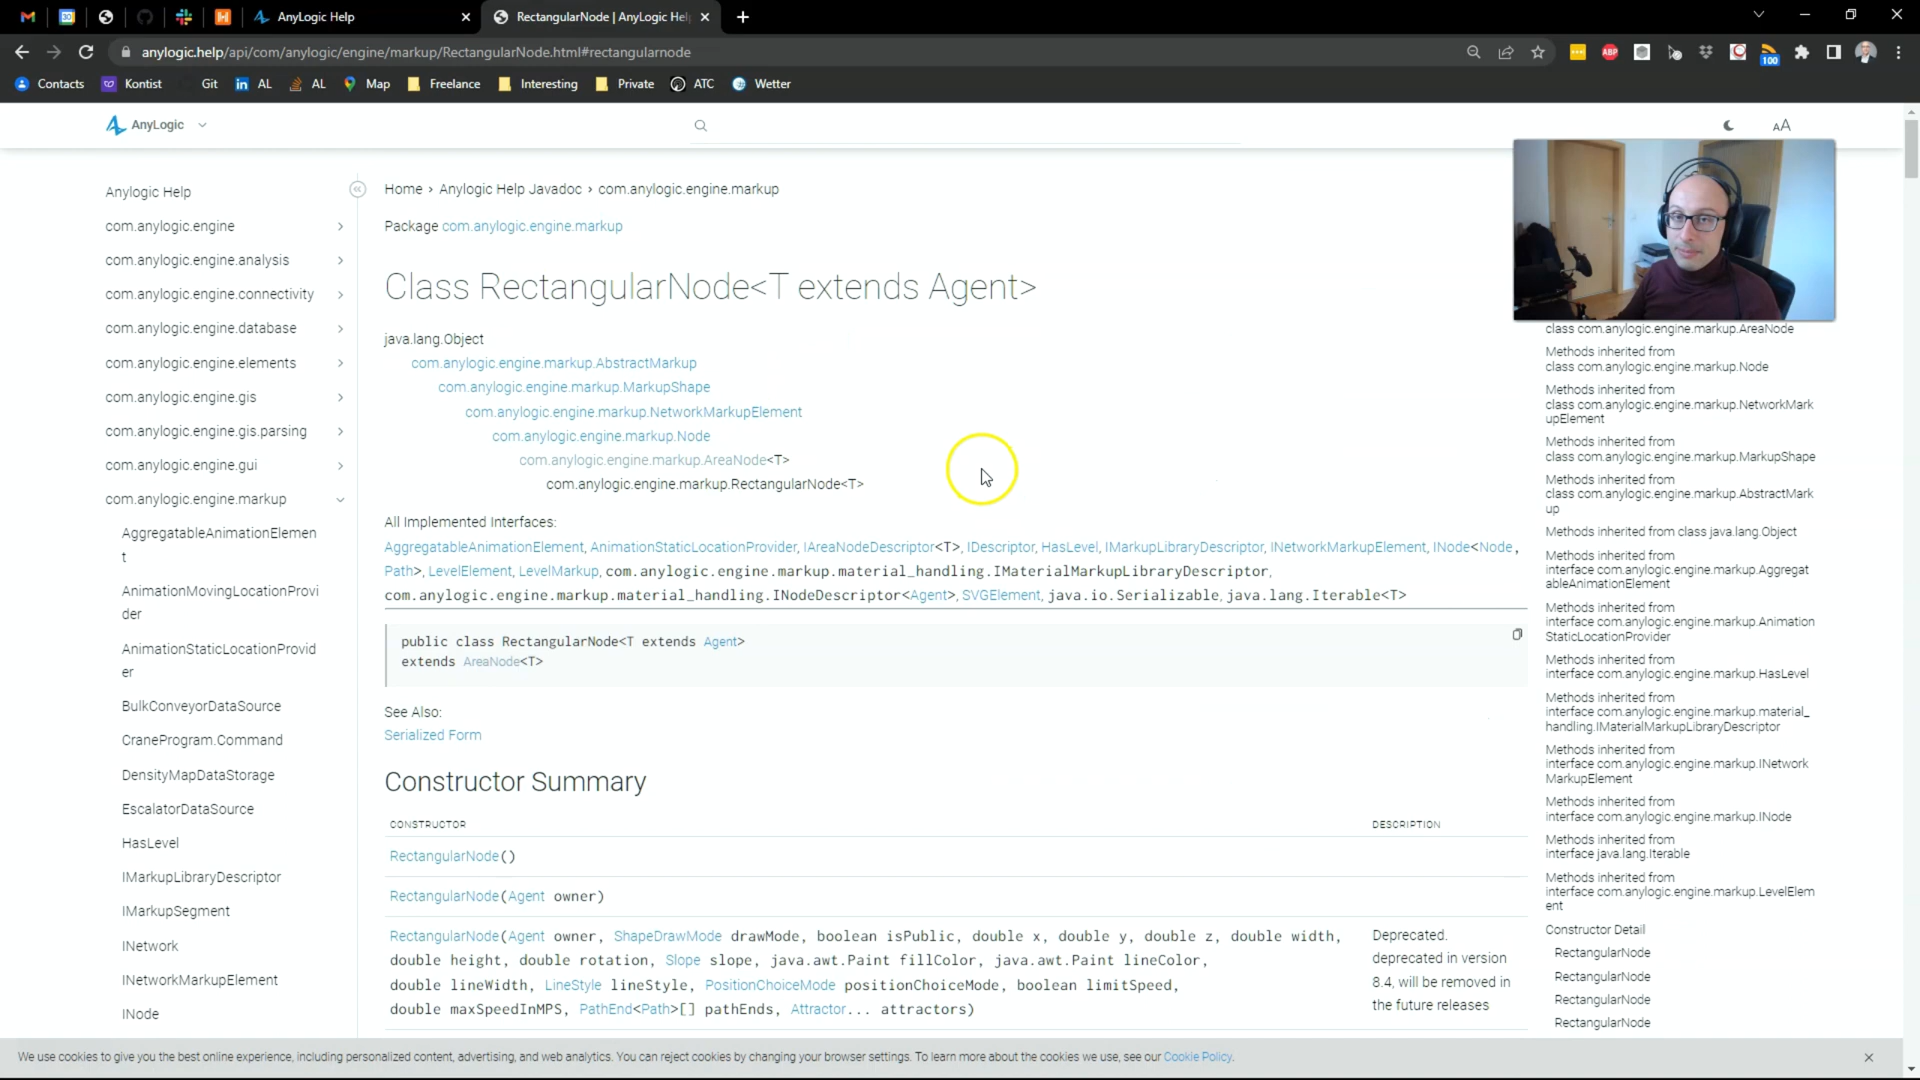 AnyLogic Help
RectangularNode | AnyLogic Hel
anylogic.help/api/com/anylogic/engine/markup/RectangularNode.html#rectangularnode
ABP
100
Contacts
Kontist
Git
AL
AL
Map
Freelance
Interesting
Private
ATC
Wetter
AnyLogic
AA
Anylogic Help
com.anylogic.engine
com.anylogic.engine.analysis
com.anylogic.engine.connectivity
com.anylogic.engine.database
com.anylogic.engine.elements
com.anylogic.engine.gis
com.anylogic.engine.gis.parsing
com.anylogic.engine.gui
com.anylogic.engine.markup
AggregatableAnimationElemen
t
AnimationMovingLocationProvi
der
AnimationStaticLocationProvid
er
BulkConveyorDataSource
CraneProgram.Command
DensityMapDataStorage
EscalatorDataSource
HasLevel
IMarkupLibraryDescriptor
IMarkupSegment
INetwork
INetworkMarkupElement
INode
Home › Anylogic Help Javadoc › com.anylogic.engine.markup
Package com.anylogic.engine.markup
Class RectangularNode<T extends Agent>
java.lang.Object
com.anylogic.engine.markup.AbstractMarkup
com.anylogic.engine.markup.MarkupShape
com.anylogic.engine.markup.NetworkMarkupElement
com.anylogic.engine.markup.Node
com.anylogic.engine.markup.AreaNode<T>
com.anylogic.engine.markup.RectangularNode<T>
All Implemented Interfaces:
AggregatableAnimationElement, AnimationStaticLocationProvider, IAreaNodeDescriptor<T>, IDescriptor, HasLevel, IMarkupLibraryDescriptor, INetworkMarkupElement, INode<Node,
Path>, LevelElement, LevelMarkup, com.anylogic.engine.markup.material_handling.IMaterialMarkupLibraryDescriptor,
com.anylogic.engine.markup.material_handling.INodeDescriptor<Agent>, SVGElement, java.io.Serializable, java.lang.Iterable<T>
public class RectangularNode<T extends Agent>
extends AreaNode<T>
See Also:
Serialized Form
Constructor Summary
CONSTRUCTOR
DESCRIPTION
RectangularNode()
RectangularNode(Agent owner)
RectangularNode(Agent owner, ShapeDrawMode drawMode, boolean isPublic, double x, double y, double z, double width,
double height, double rotation, Slope slope, java.awt.Paint fillColor, java.awt.Paint lineColor,
double lineWidth, LineStyle lineStyle, PositionChoiceMode positionChoiceMode, boolean limitSpeed,
double maxSpeedInMPS, PathEnd<Path>[] pathEnds, Attractor... attractors)
Deprecated.
deprecated in version
8.4, will be removed in
the future releases
class com.anylogic.engine.markup.AreaNode
Methods inherited from
class com.anylogic.engine.markup.Node
Methods inherited from
class com.anylogic.engine.markup.NetworkMark
upElement
Methods inherited from
class com.anylogic.engine.markup.MarkupShape
Methods inherited from
class com.anylogic.engine.markup.AbstractMark
up
Methods inherited from class java.lang.Object
Methods inherited from
interface com.anylogic.engine.markup.Aggregat
ableAnimationElement
Methods inherited from
interface com.anylogic.engine.markup.Animation
StaticLocationProvider
Methods inherited from
interface com.anylogic.engine.markup.HasLevel
Methods inherited from
interface com.anylogic.engine.markup.material_
handling.IMaterialMarkupLibraryDescriptor
Methods inherited from
interface com.anylogic.engine.markup.INetwork
MarkupElement
Methods inherited from
interface com.anylogic.engine.markup.INode
Methods inherited from
interface java.lang.Iterable
Methods inherited from
interface com.anylogic.engine.markup.LevelElem
ent
Constructor Detail
RectangularNode
RectangularNode
RectangularNode
RectangularNode
We use cookies to give you the best online experience, including personalized content, advertising, and web analytics. You can reject cookies by changing your browser settings. To learn more about the cookies we use, see our Cookie Policy.